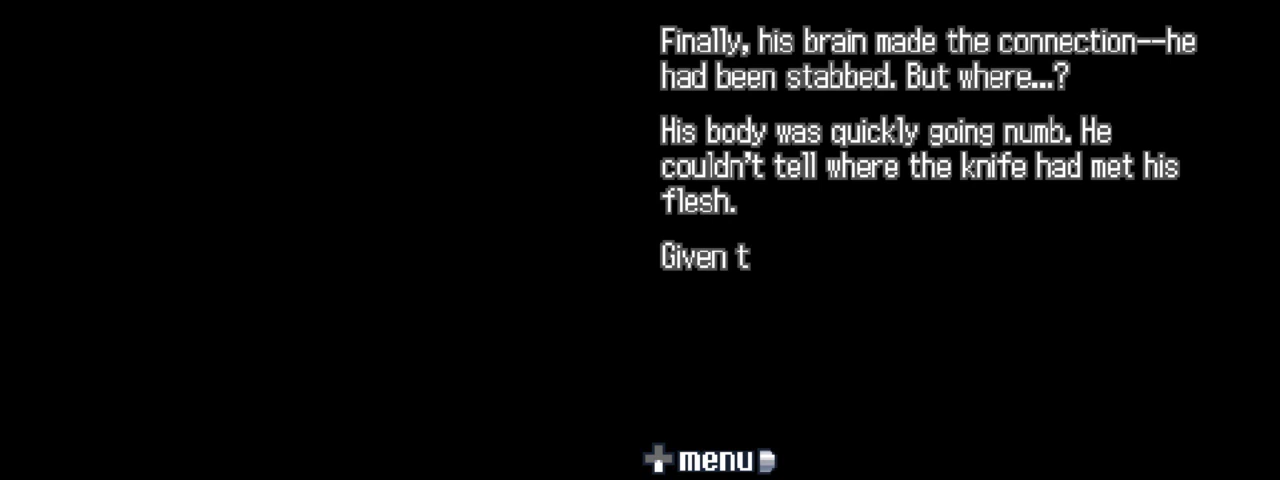 Finally, his brain made the connection--he
had been stabbed. But where...?
His body was quickly going numb. He
couldn't tell where the knife had met his
flesh.
Given t
menu